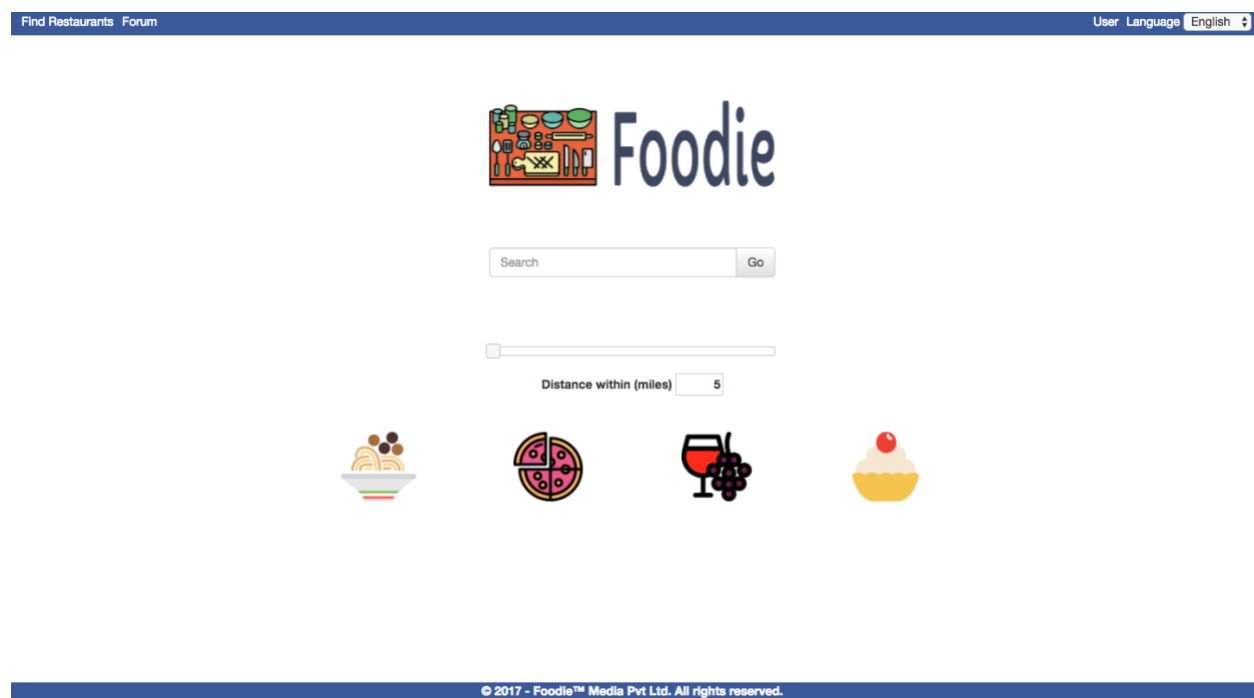 Find Restaurants Forum
User Language English
Foodie
Search Go
Distance within (miles) 5
© 2017 - Foodie™ Media Pvt Ltd. All rights reserved.